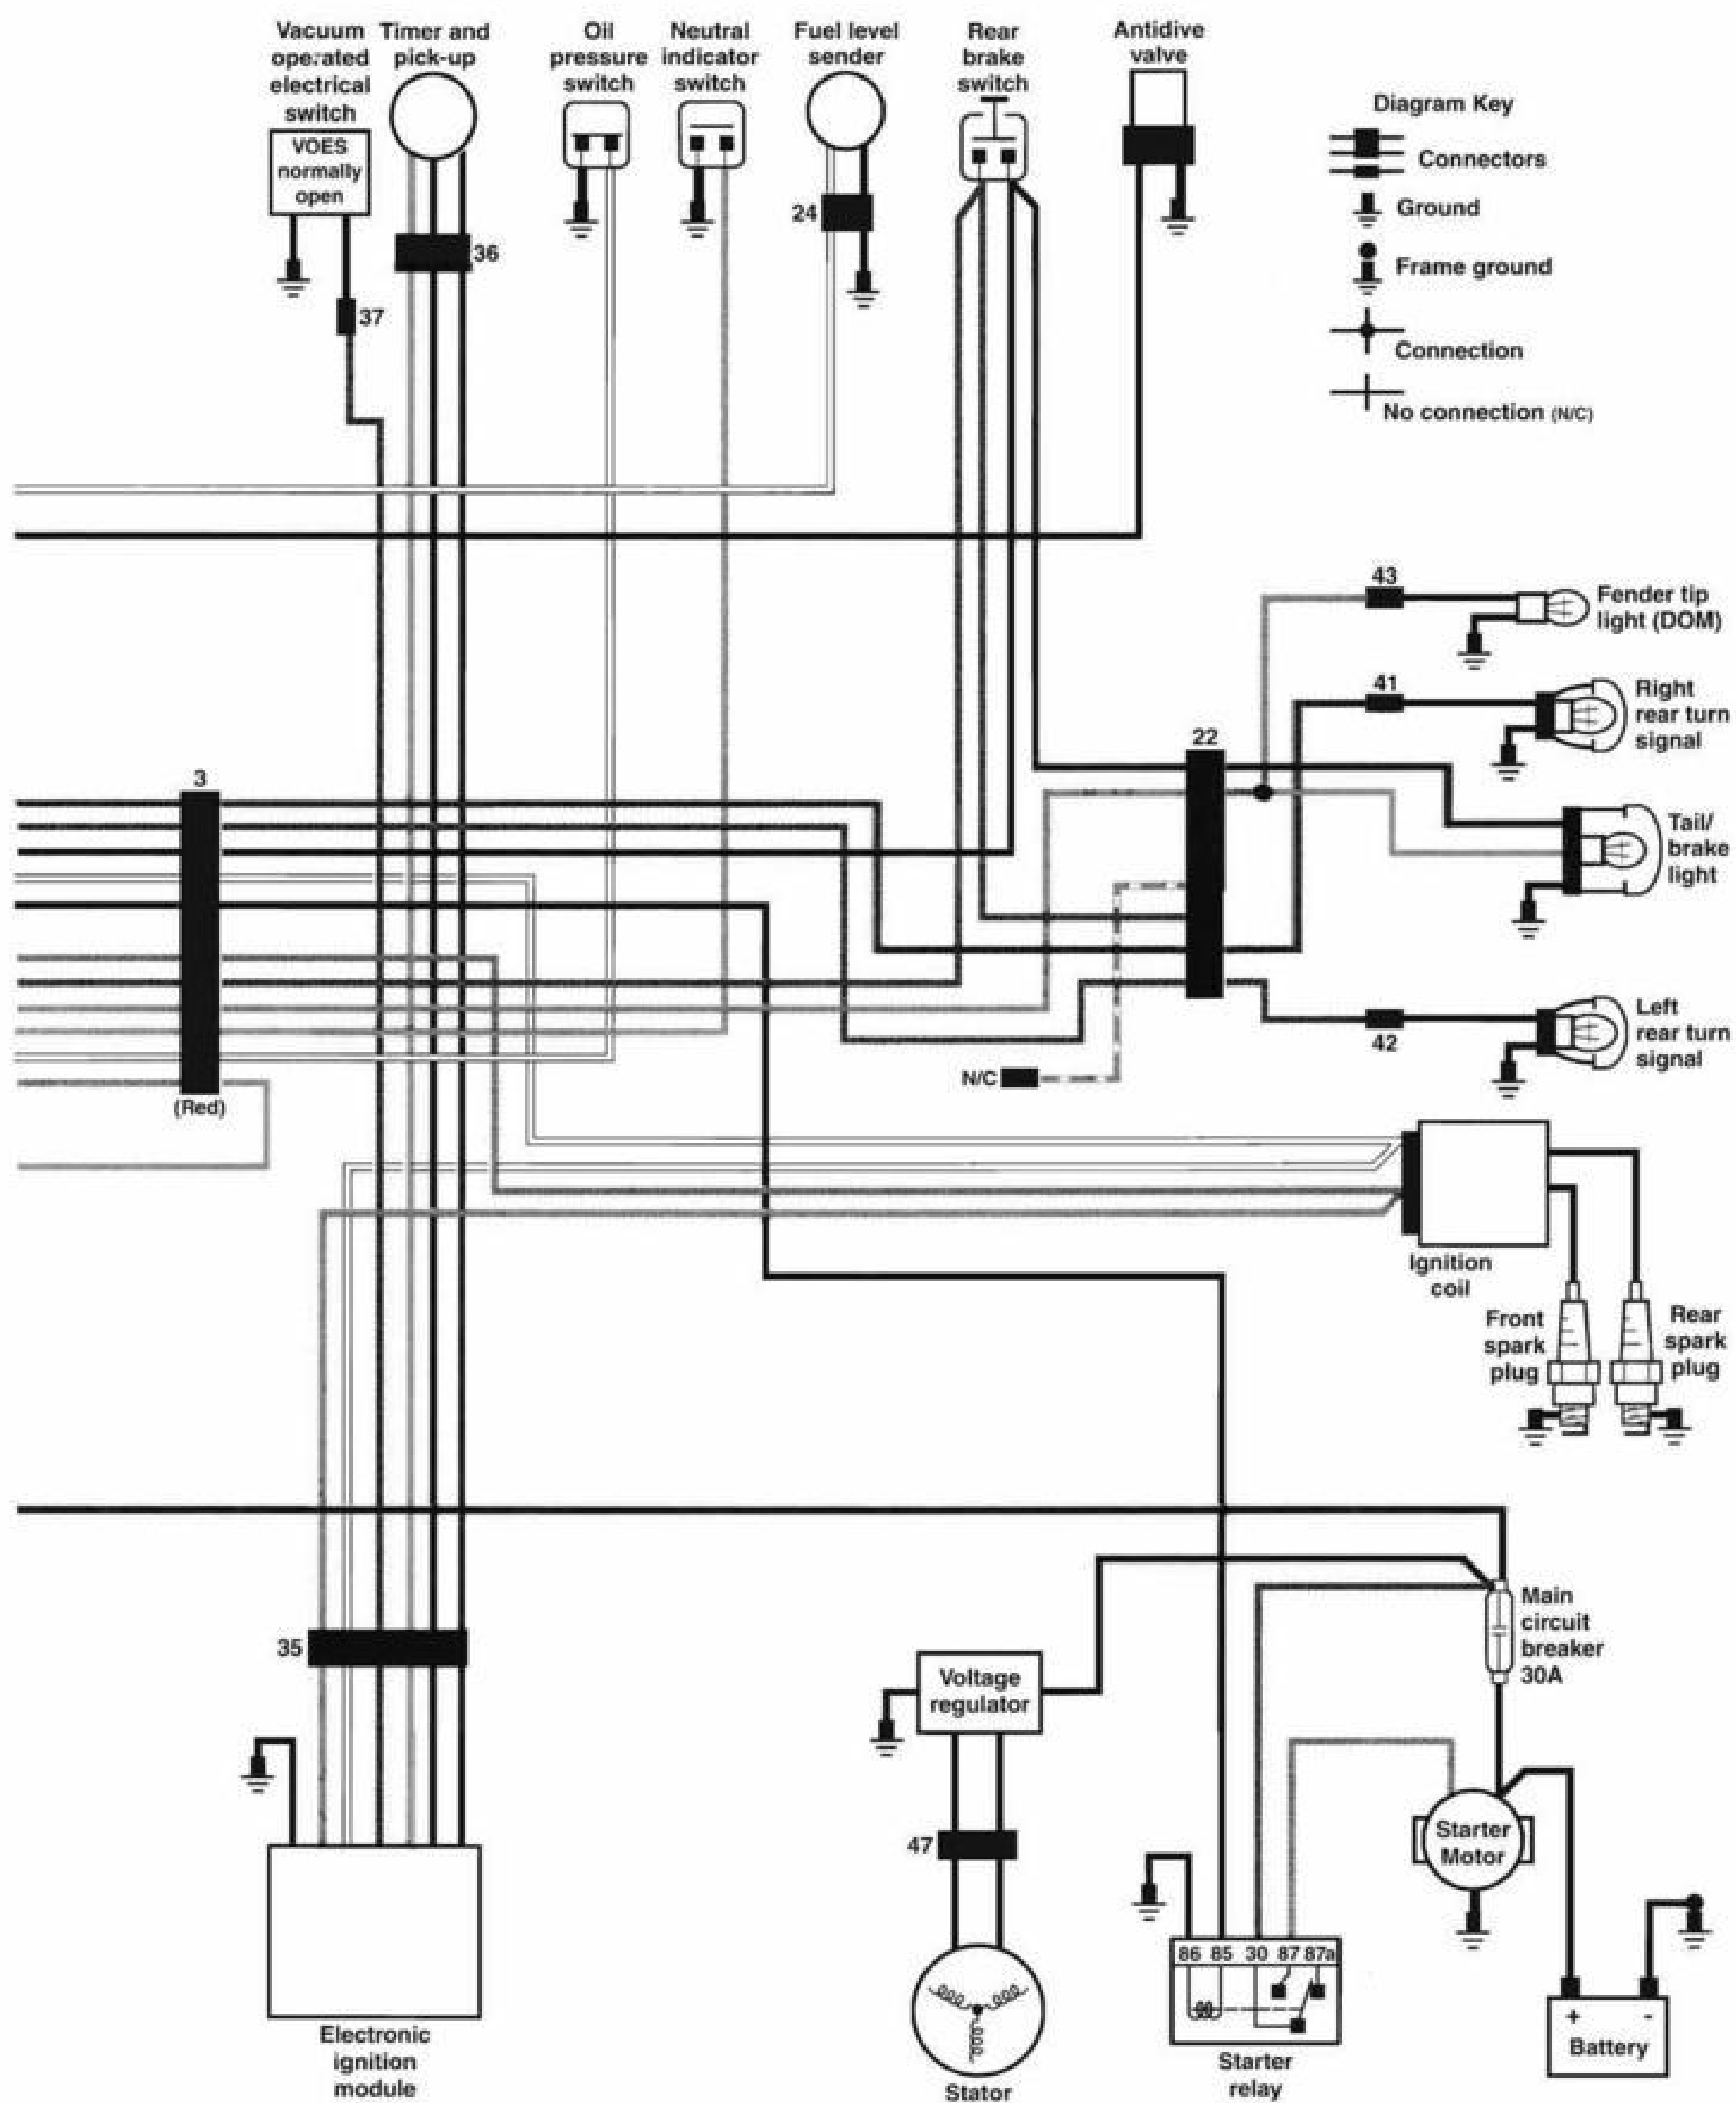 Vacuum
operated
electrical
switch
Timer and
pick-up
Oil
pressure
switch
Neutral
indicator
switch
Fuel level
sender
Rear
brake
switch
Antidive
valve
Diagram Key
Connectors
Ground
Frame ground
Connection
No connection (N/C)
VOES
normally
open
36
37
24
43
Fender tip
light (DOM)
41
Right
rear turn
signal
22
3
Tail/
brake
light
Left
rear turn
signal
42
N/C
(Red)
Ignition
coil
Front
spark
plug
Rear
spark
plug
Main
circuit
breaker
30A
35
Voltage
regulator
47
Starter
Motor
86 85 30 87 87a
+ -
Battery
Electronic
ignition
module
Stator
Starter
relay